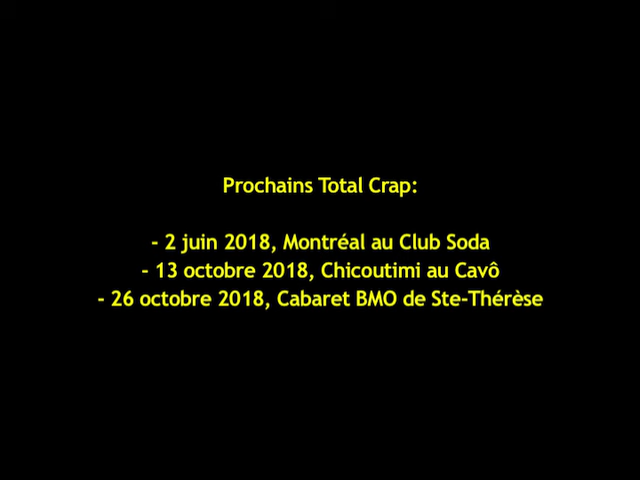 Prochains Total Crap:
- 2 juin 2018, Montréal au Club Soda
- 13 octobre 2018, Chicoutimi au Cavô
- 26 octobre 2018, Cabaret BMO de Ste-Thérèse